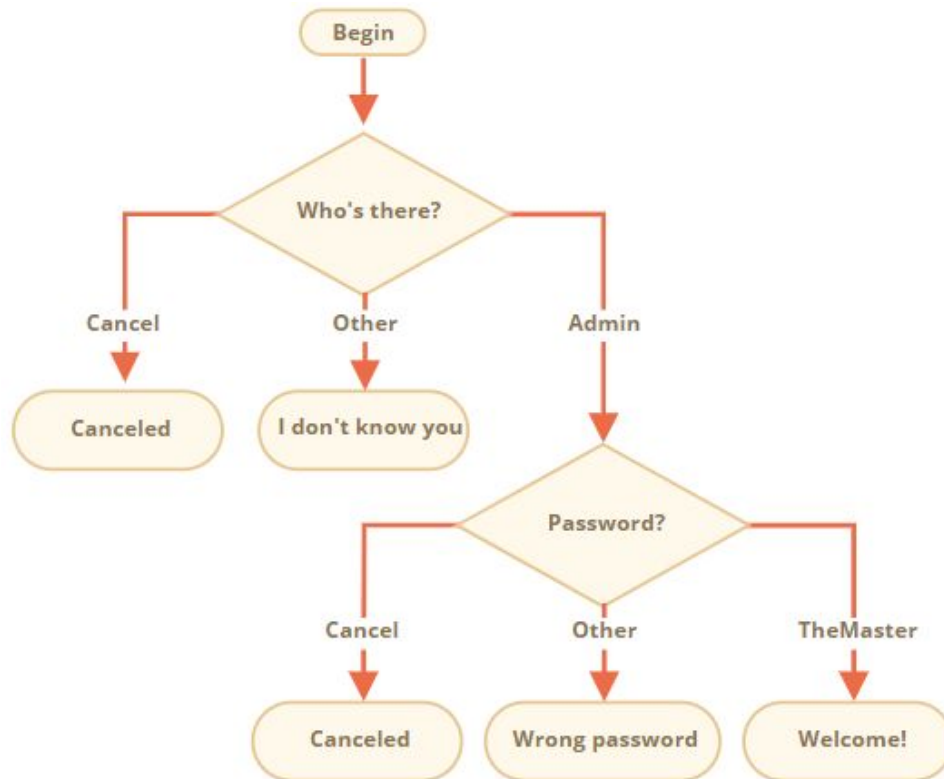 Begin
Who's there?
Cancel
Other
Admin
Canceled
I don't know you
Password?
Cancel
Other
TheMaster
Canceled
Wrong password
Welcome!